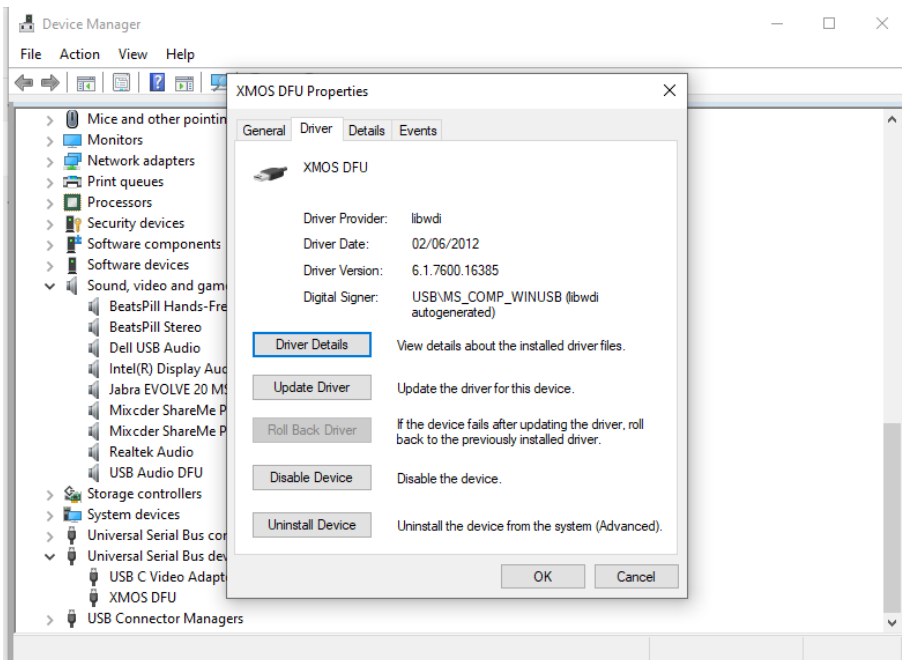 Device Manager
File Action View Help
Mice and other pointin
Monitors
Network adapters
Print queues
Processors
Security devices
Software components
Software devices
Sound, video and gam
BeatsPill Hands-Fre
BeatsPill Stereo
Dell USB Audio
Intel(R) Display Aud
Jabra EVOLVE 20 MS
Mixcder ShareMe P
Mixcder ShareMe P
Realtek Audio
USB Audio DFU
Storage controllers
System devices
Universal Serial Bus con
Universal Serial Bus dev
USB C Video Adapt
XMOS DFU
USB Connector Managers
XMOS DFU Properties
General Driver Details Events
XMOS DFU
Driver Provider: libwdi
Driver Date: 02/06/2012
Driver Version: 6.1.7600.16385
Digital Signer: USB\MS_COMP_WINUSB (libwdi
autogenerated)
Driver Details View details about the installed driver files.
Update Driver Update the driver for this device.
Roll Back Driver If the device fails after updating the driver, roll
back to the previously installed driver.
Disable Device Disable the device.
Uninstall Device Uninstall the device from the system (Advanced).
OK Cancel